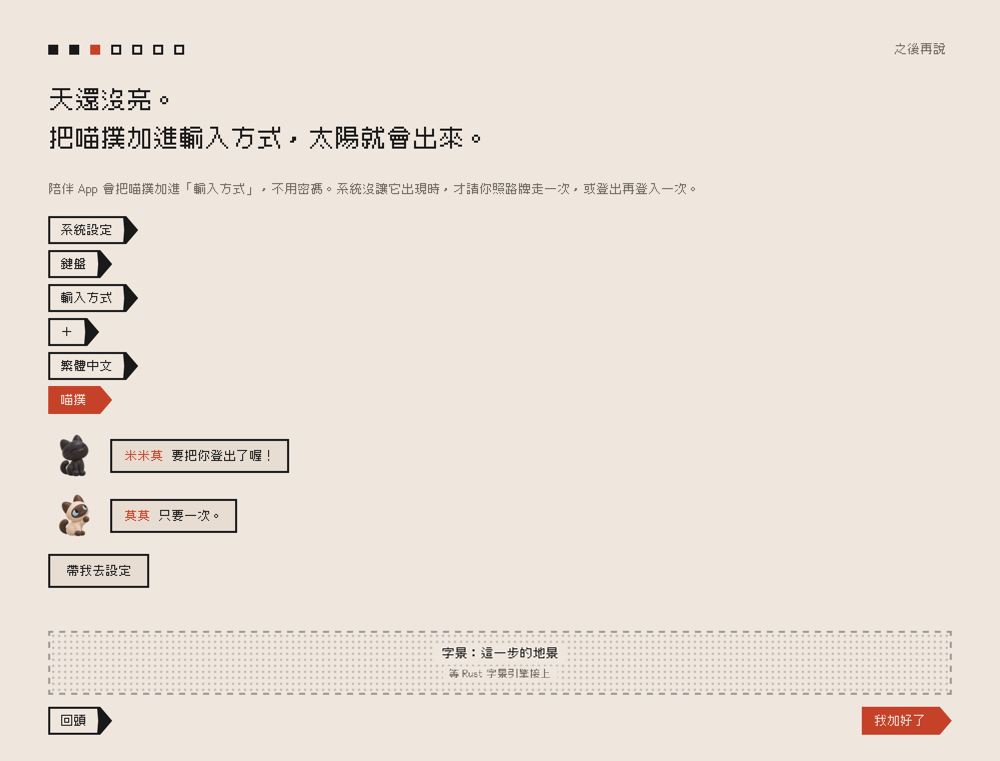 之後再說
天還沒亮。
把喵撲加進輸入方式，太陽就會出來。
陪伴 App 會把喵撲加進「輸入方式」，不用密碼。系統沒讓它出現時，才請你照路牌走一次，或登出再登入一次。
系統設定
鍵盤
輸入方式
＋
繁體中文
喵撲
米米莫 要把你登出了喔！
莫莫 只要一次。
帶我去設定
字景：這一步的地景
等 Rust 字景引擎接上
回頭
我加好了